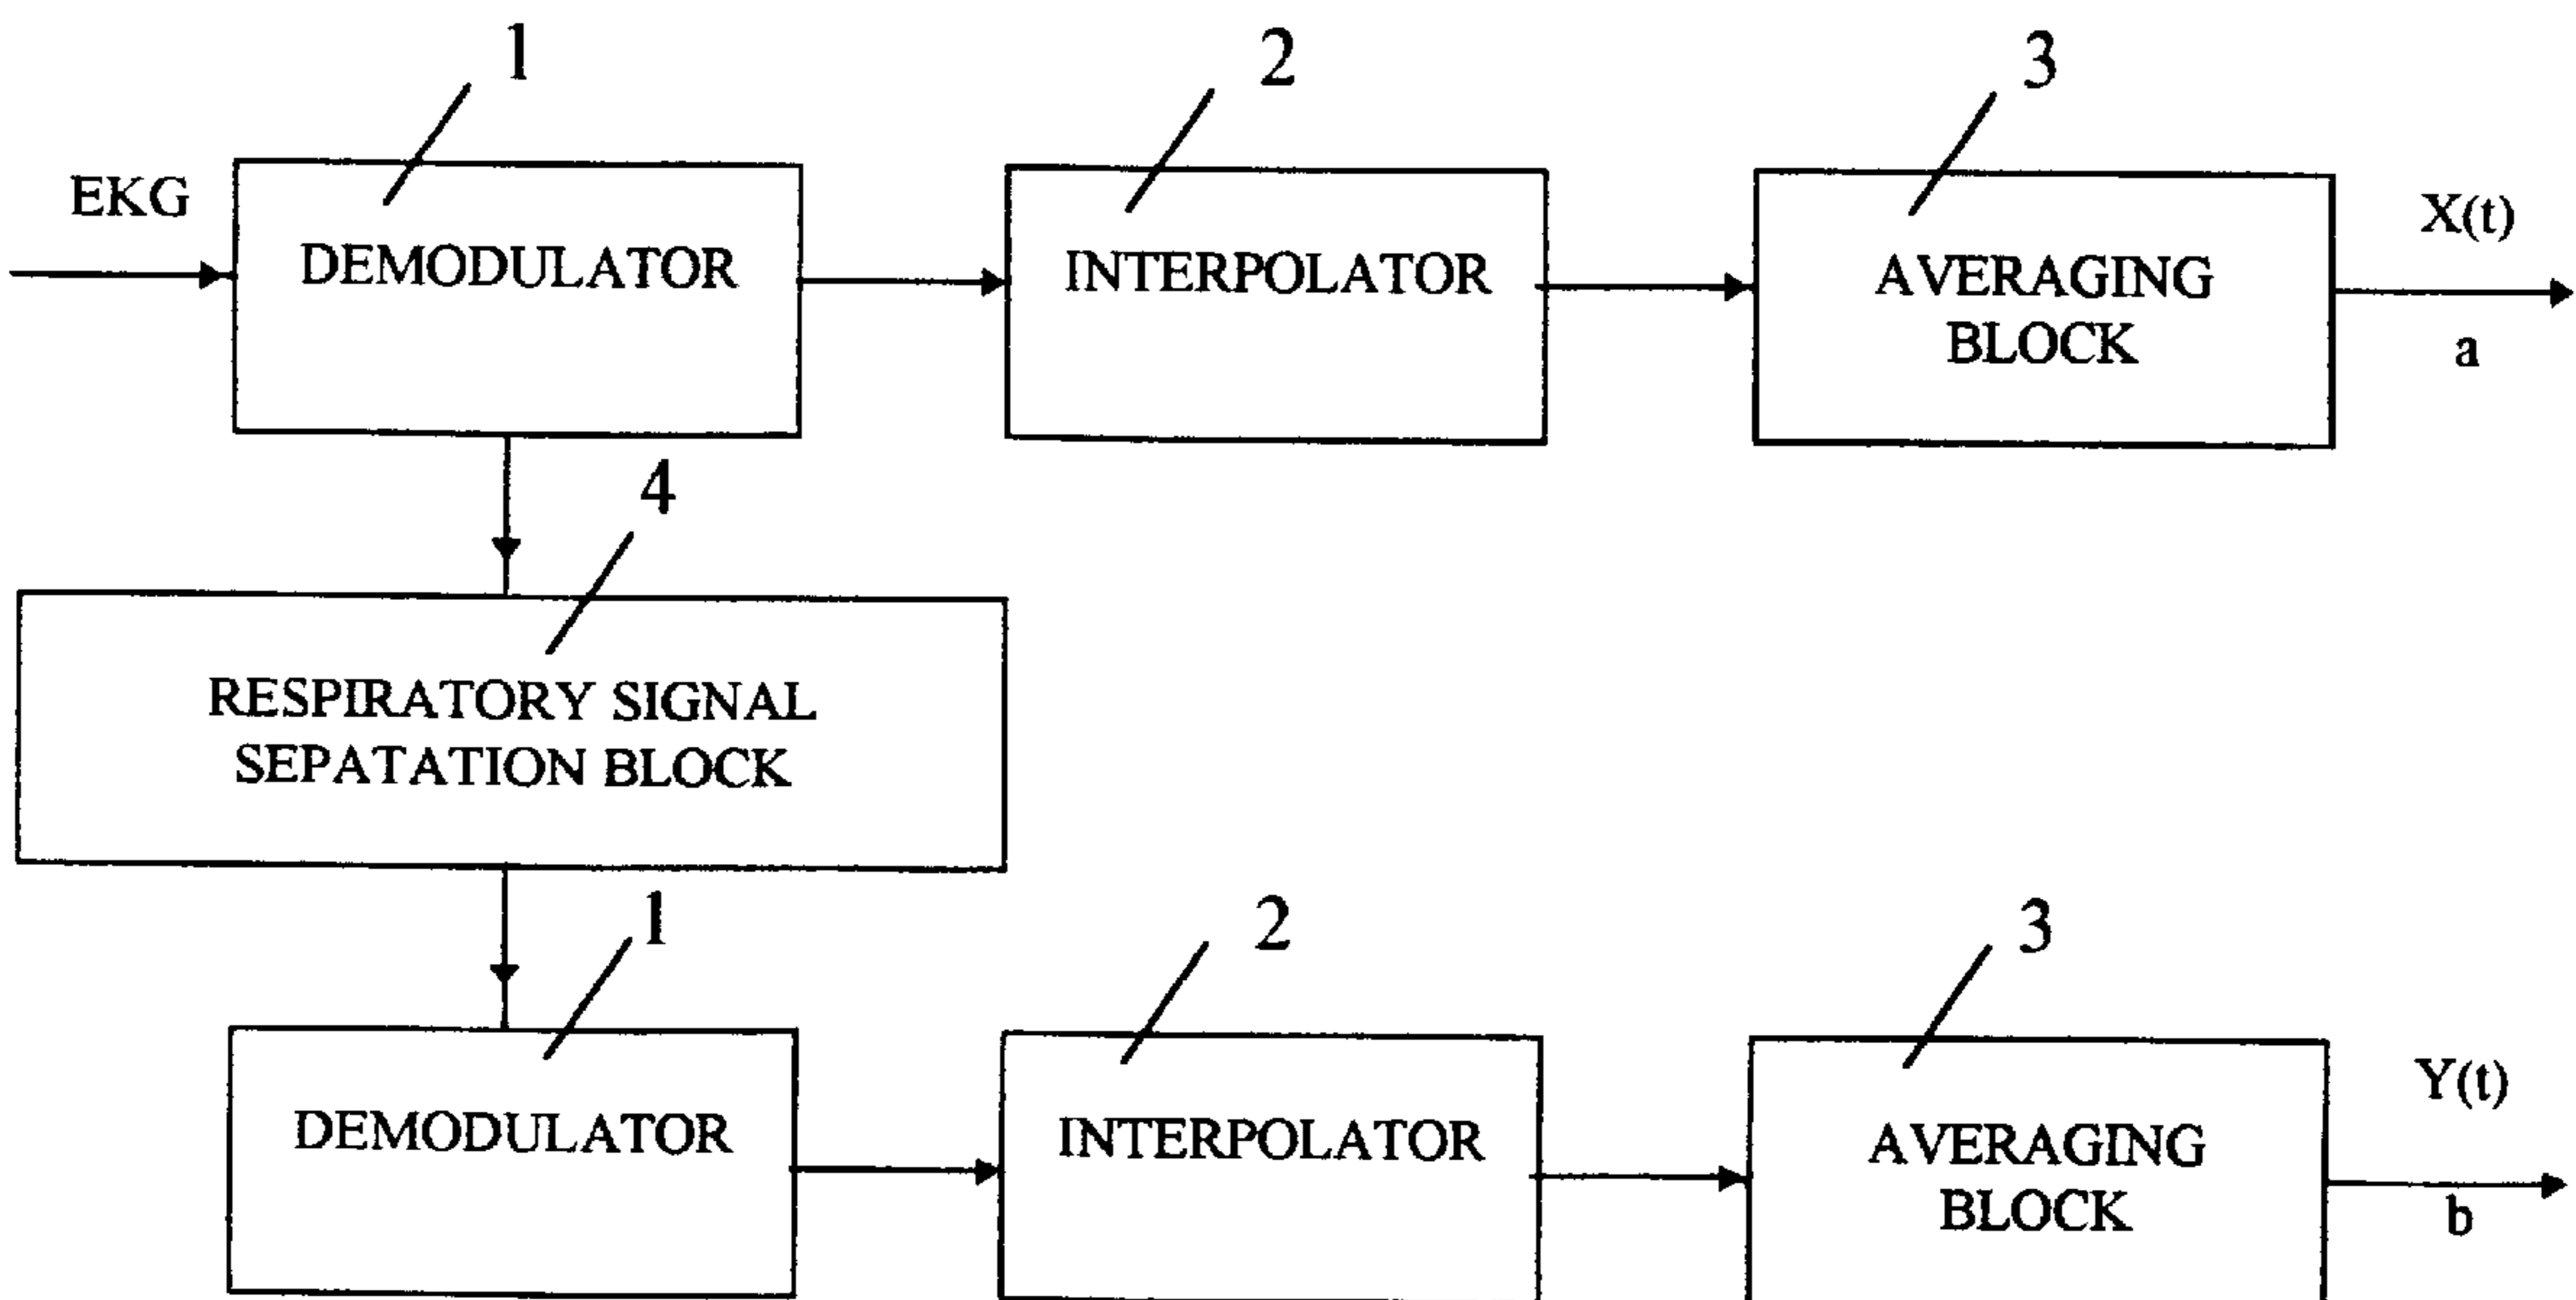 1
2
3
EKG
DEMODULATOR
INTERPOLATOR
AVERAGING
BLOCK
X(t)
a
4
RESPIRATORY SIGNAL
SEPATATION BLOCK
1
2
3
DEMODULATOR
INTERPOLATOR
AVERAGING
BLOCK
Y(t)
b